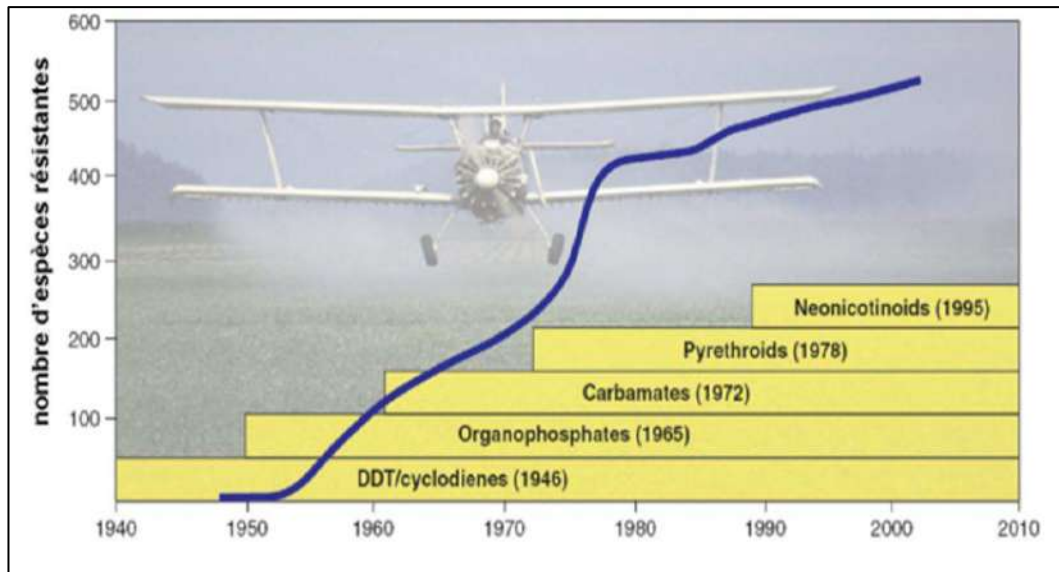 nombre d'espèces résistantes
600
500
400
300
200
100
Neonicotinoids (1995)
Pyrethroids (1978)
Carbamates (1972)
Organophosphates (1965)
DDT/cyclodienes (1946)
1940 1950 1960 1970 1980 1990 2000 2010